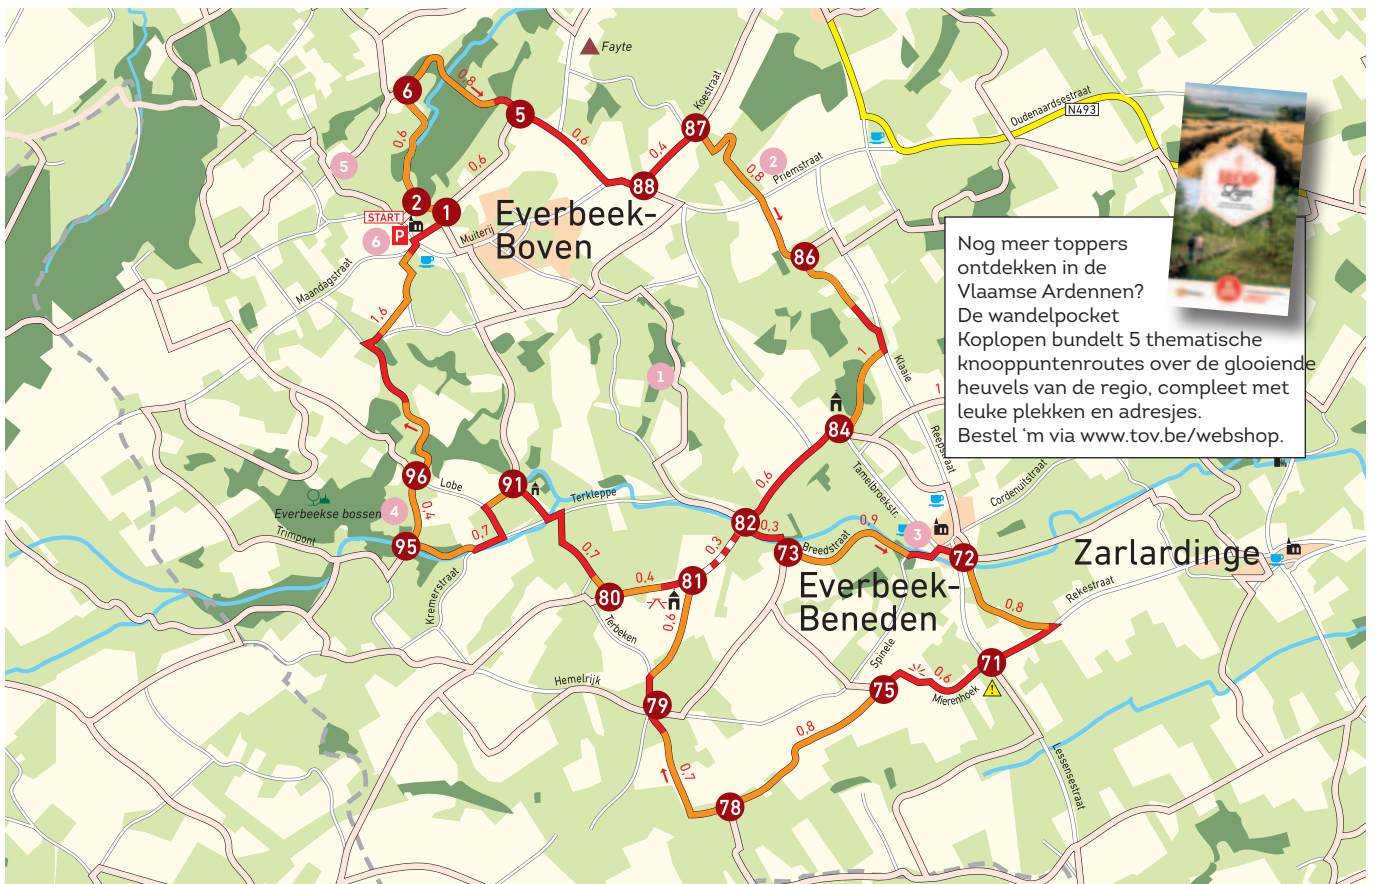 Fayte
Koestraat
Oudenaardsestraat
N493
6
0,8
5
0,6
87
2
0,8
Priemstraat
0,6
0,6
0,4
88
5
2
1
START
P
6
Muiterij
Everbeek-
Boven
Maandagstraat
86
1,6
1
1
Klaaie
1
Reepstraat
84
Nog meer toppers
ontdekken in de
Vlaamse Ardennen?
De wandelpocket
Koplopen bundelt 5 thematische
knooppuntenroutes over de glooiende
heuvels van de regio, compleet met
leuke plekken en adresjes.
Bestel ‘m via www.tov.be/webshop.
96
Lobe
91
Terkleppe
0,6
Tamelbroekstr.
Cordenuitstraat
Everbeekse bossen
4
0,4
Trimpont
95
0,7
82
0,3
0,9
3
0,3
73
Breedstraat
72
Zarlardinge
0,7
0,4
81
80
Kremerstraat
Terbeken
0,6
Everbeek-
Beneden
0,8
Rekestraat
Spinele
71
0,6
75
Mierenhoek
Hemelrijk
79
0,8
0,7
78
Lessensestraat